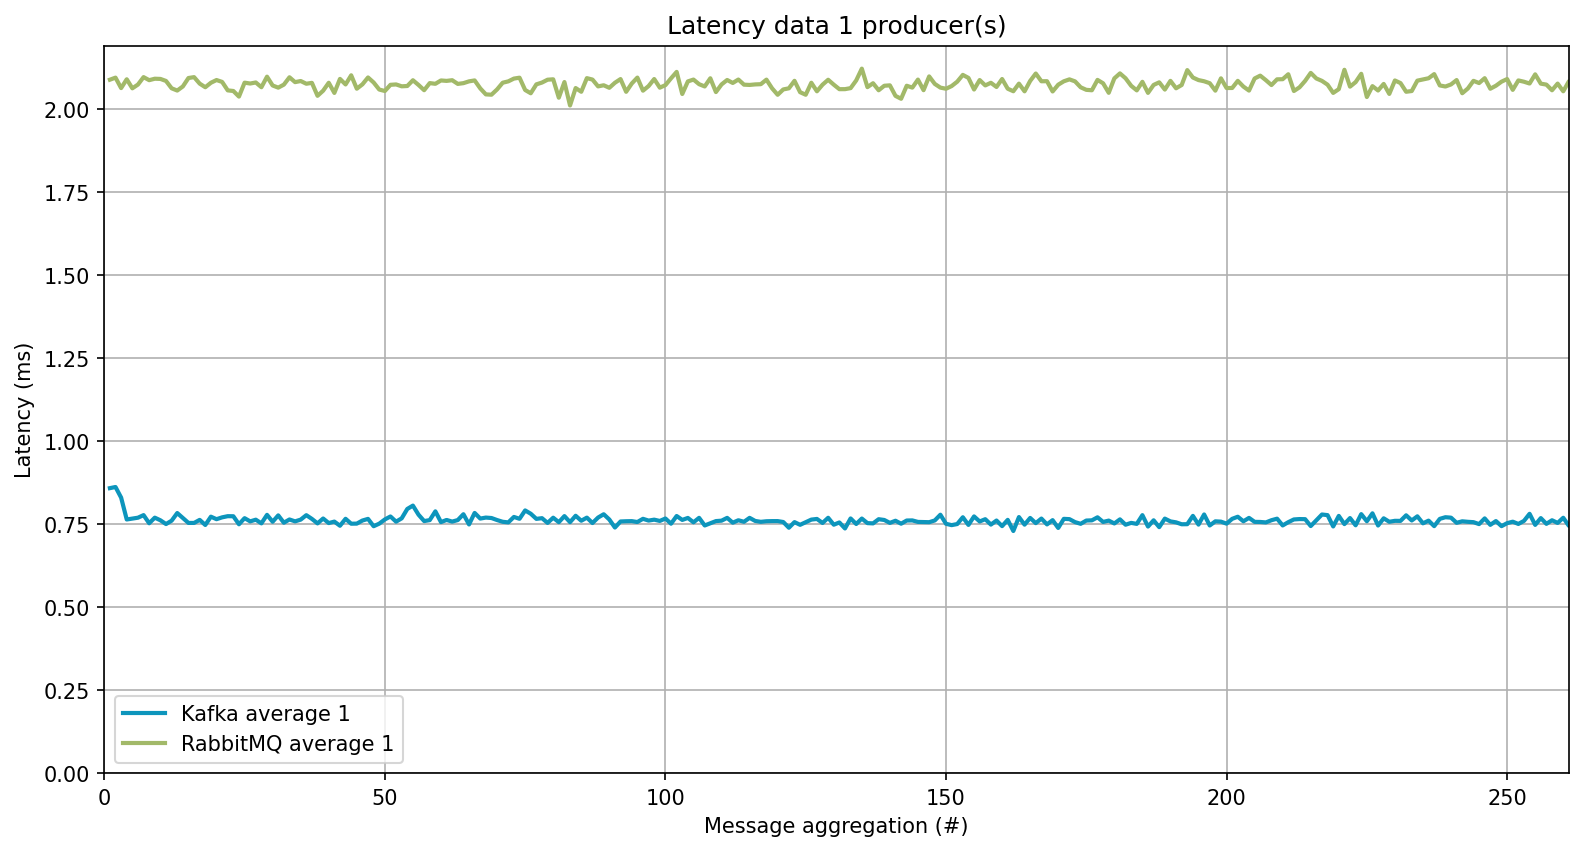 Latency data 1 producer(s)
2.00
1.75
1.50
1.25
1.00
0.75
0.50
0.25
0.00
Latency (ms)
Kafka average 1
RabbitMQ average 1
0 50 100 150 200 250
Message aggregation (#)